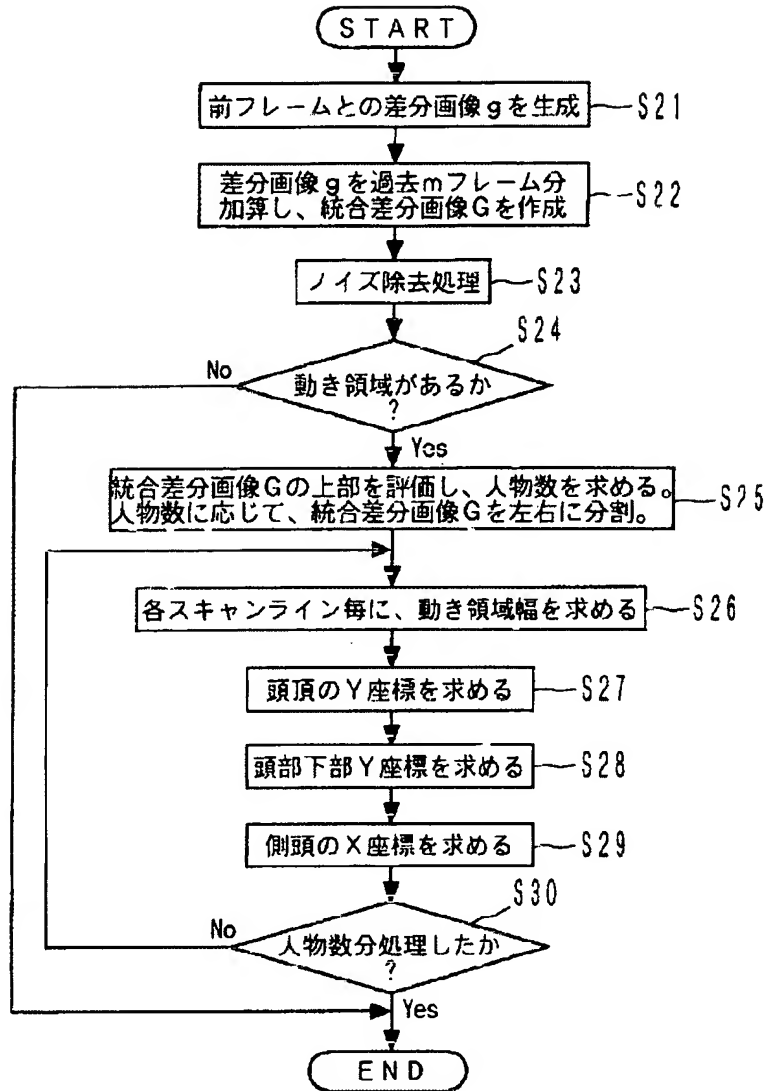 START
前フレームとの差分画像gを生成
S21
差分画像gを過去mフレーム分
加算し、統合差分画像Gを作成
S22
ノイズ除去処理
S23
S24
No
動き領域があるか
?
Yes
統合差分画像Gの上部を評価し、人物数を求める。
人物数に応じて、統合差分画像Gを左右に分割。
S25
各スキャンライン毎に、動き領域幅を求める
S26
頭頂のY座標を求める
S27
頭部下部Y座標を求める
S28
側頭のX座標を求める
S29
S30
No
人物数分処理したか
?
Yes
END